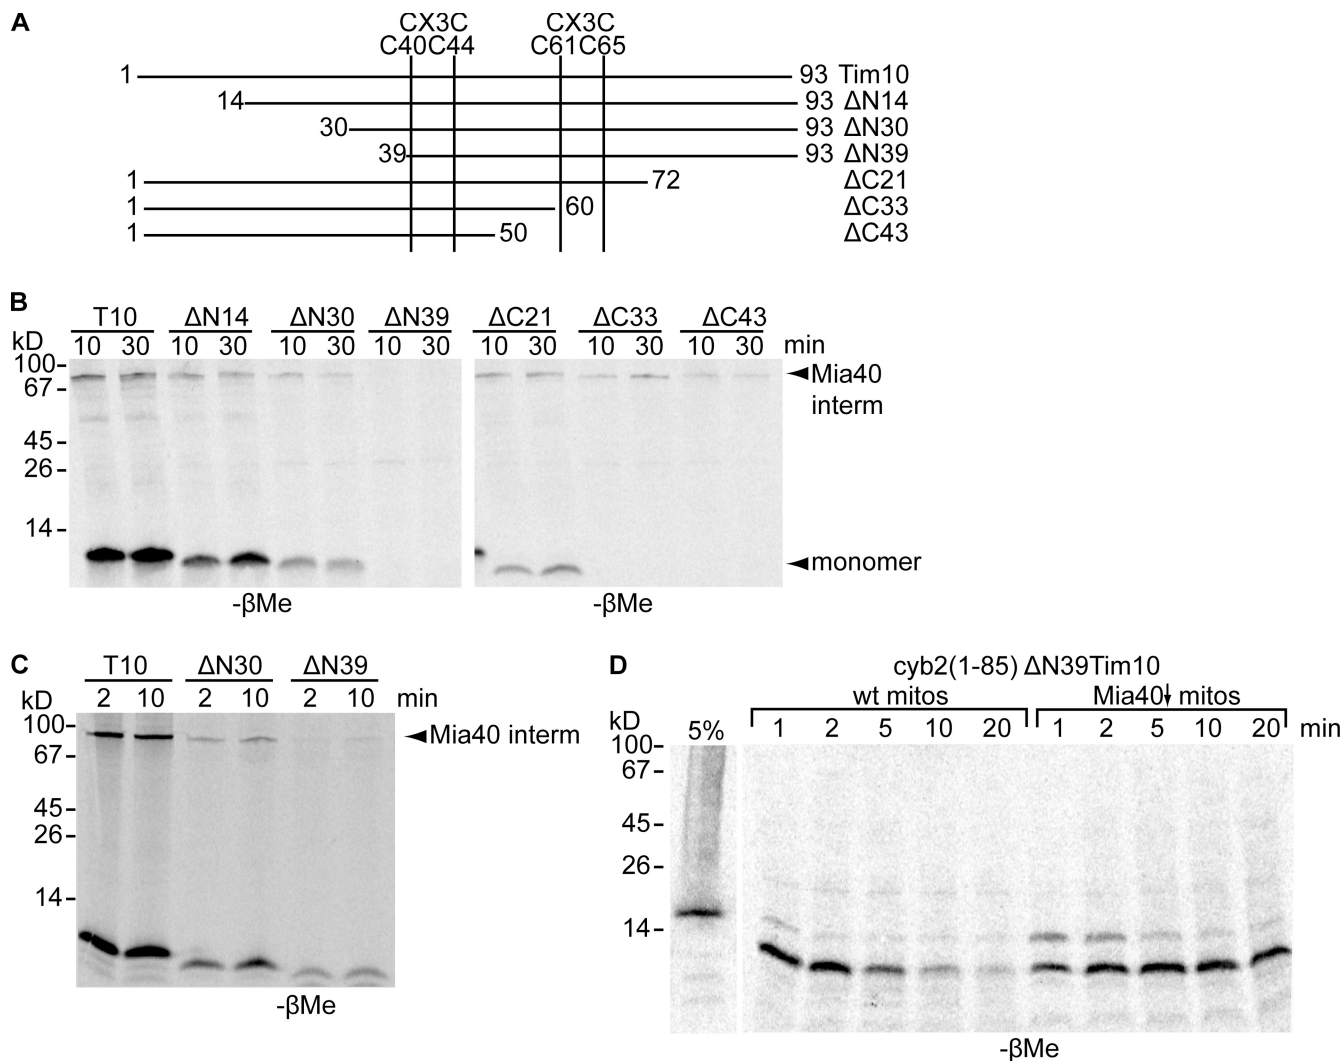 A
CX3C CX3C
C40C44 C61C65
1 93 Tim10
14 93 ΔN14
30 93 ΔN30
39 93 ΔN39
1 72 ΔC21
1 60 ΔC33
1 50 ΔC43
B
T10 ΔN14 ΔN30 ΔN39 ΔC21 ΔC33 ΔC43
kD 10 30 10 30 10 30 10 30 10 30 10 30 10 30 min
100-
67-
Mia40
interm
45-
26-
14-
monomer
-βMe -βMe
C
T10 ΔN30 ΔN39
kD 2 10 2 10 2 10 min
100-
Mia40 interm
67-
45-
26-
14-
-βMe
D
cyb2(1-85) ΔN39Tim10
wt mitos Mia40↓ mitos
kD 5% 1 2 5 10 20 1 2 5 10 20 min
100-
67-
45-
26-
14-
-βMe